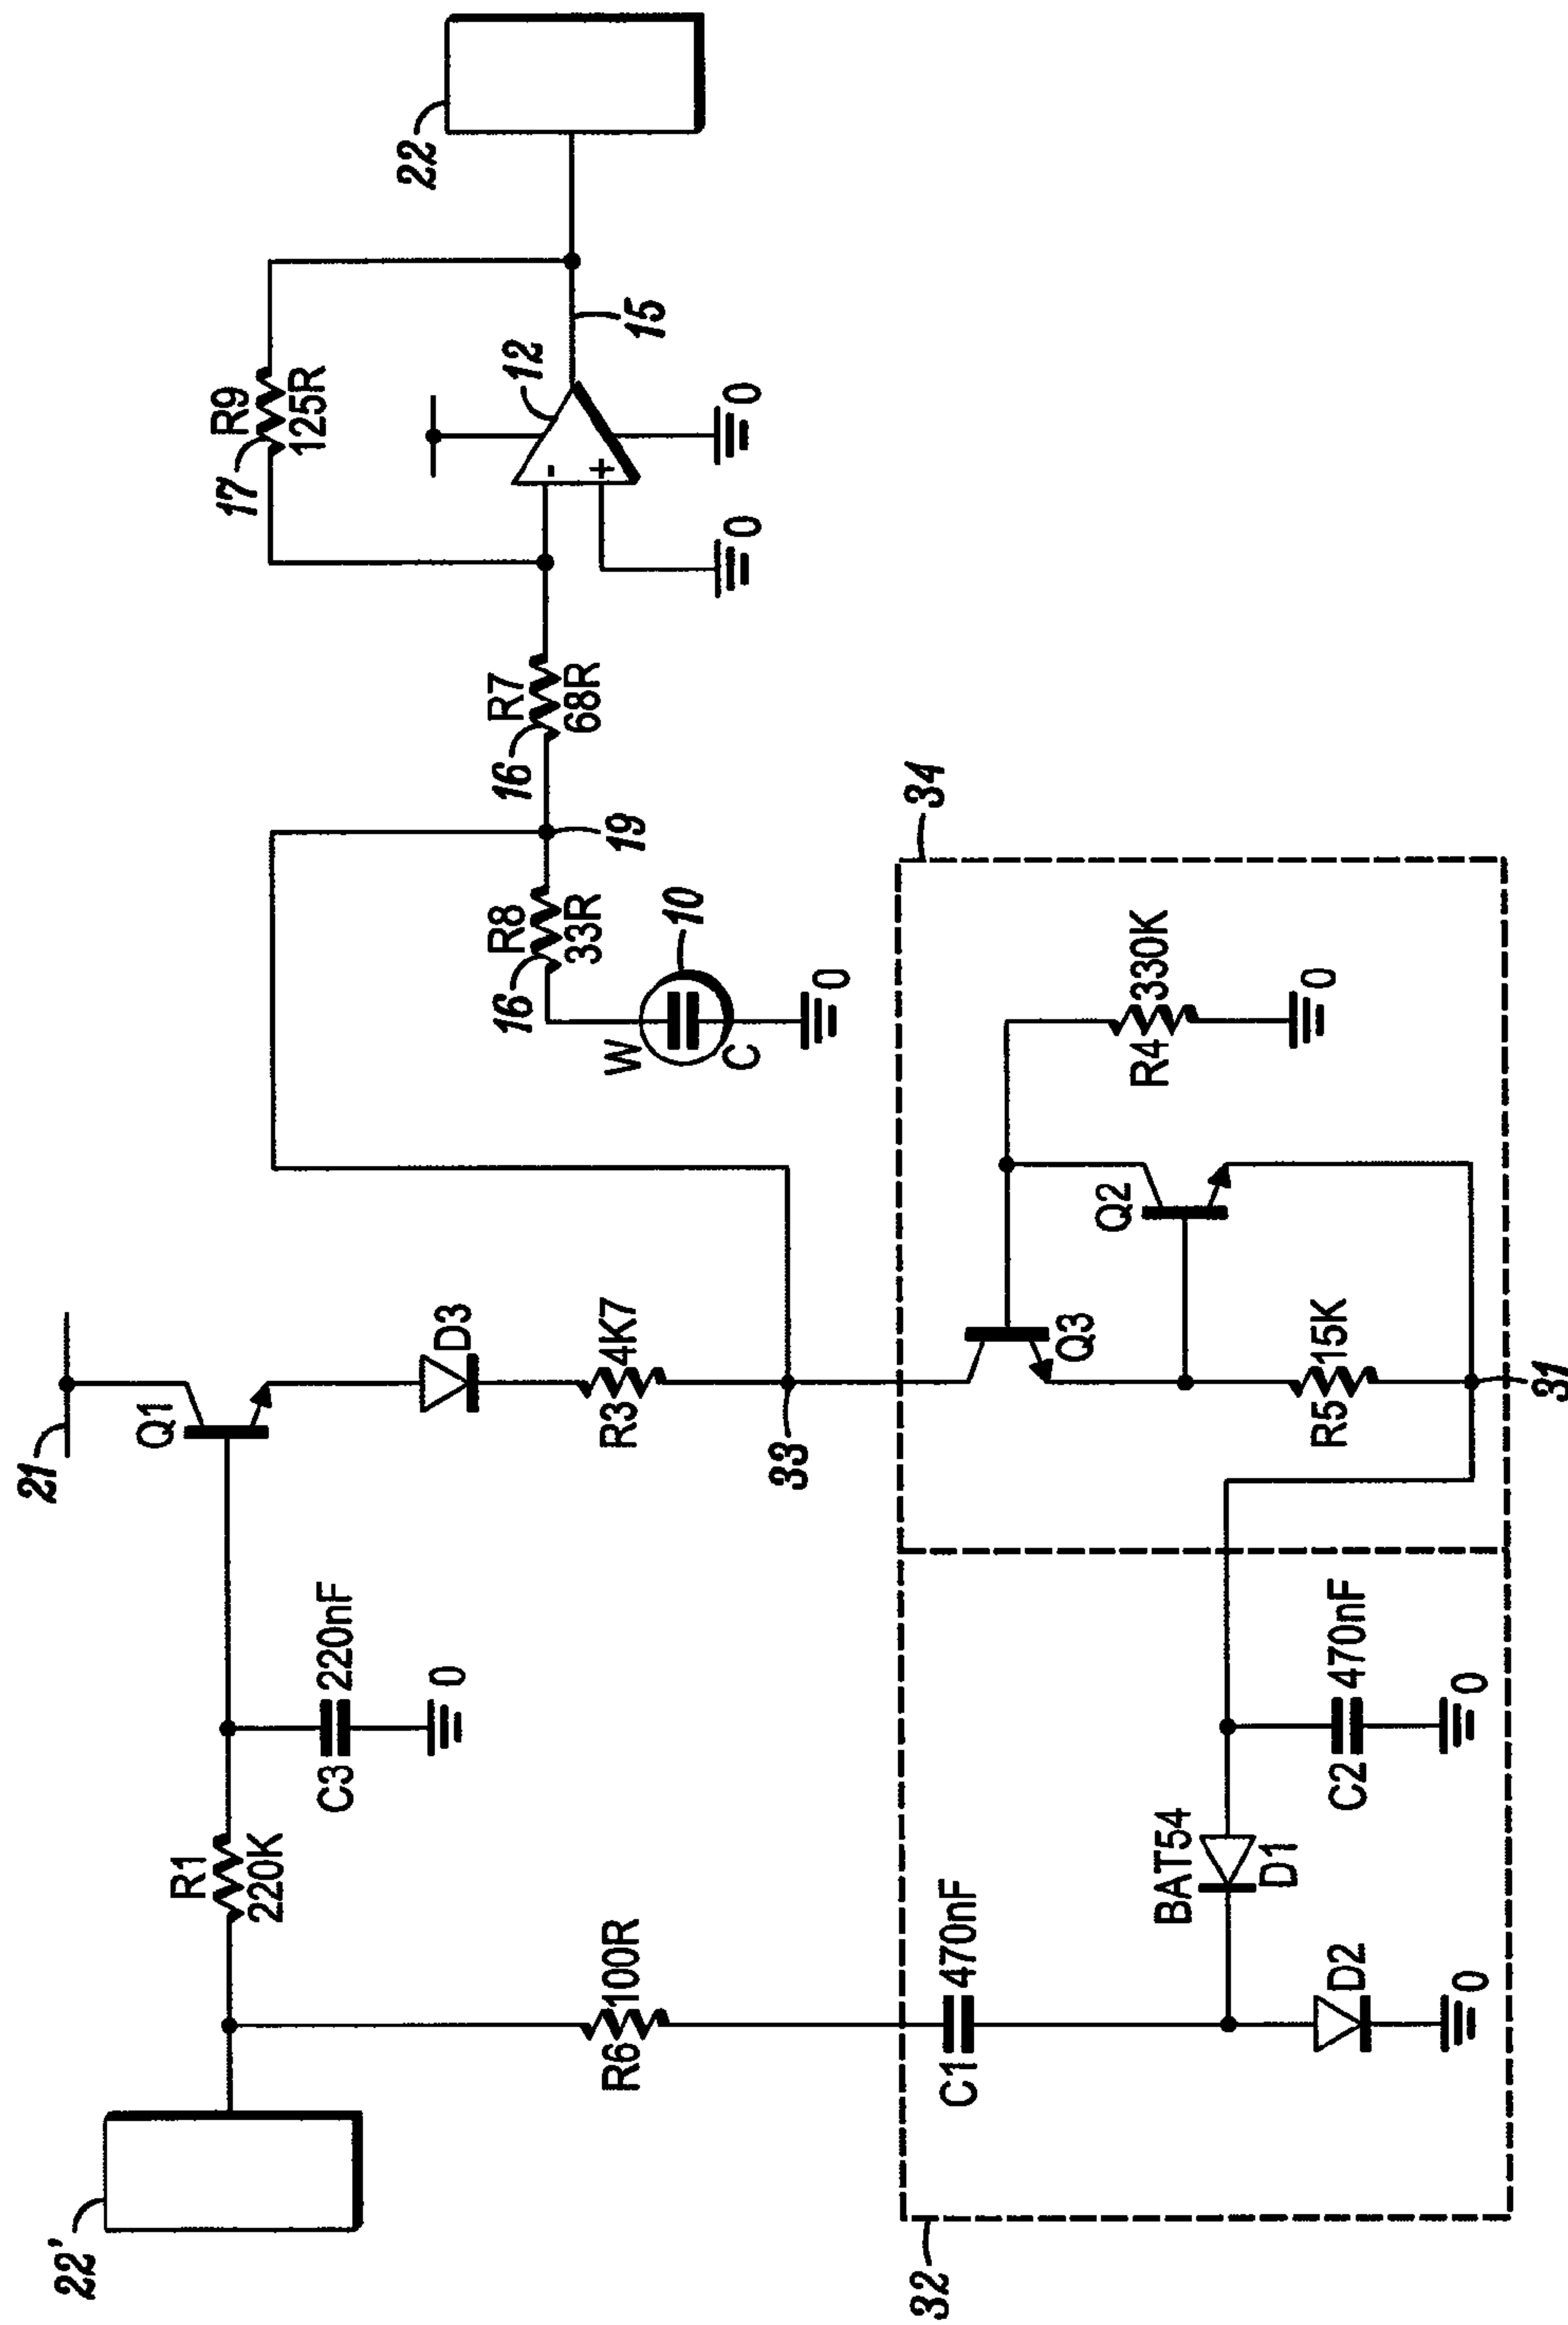 22'
21
Q1
R1
220K
17
R9
125R
C3 220nF
0
D3
22
16
R8
33R
16
R7
68R
12
-
+
15
R6 100R
R3 4K7
W
10
C
19
0
0
0
33
32
34
C1 470nF
Q3
Q2
R4 330K
0
BAT54
D1
D2
0
C2 470nF
0
R5 15K
31